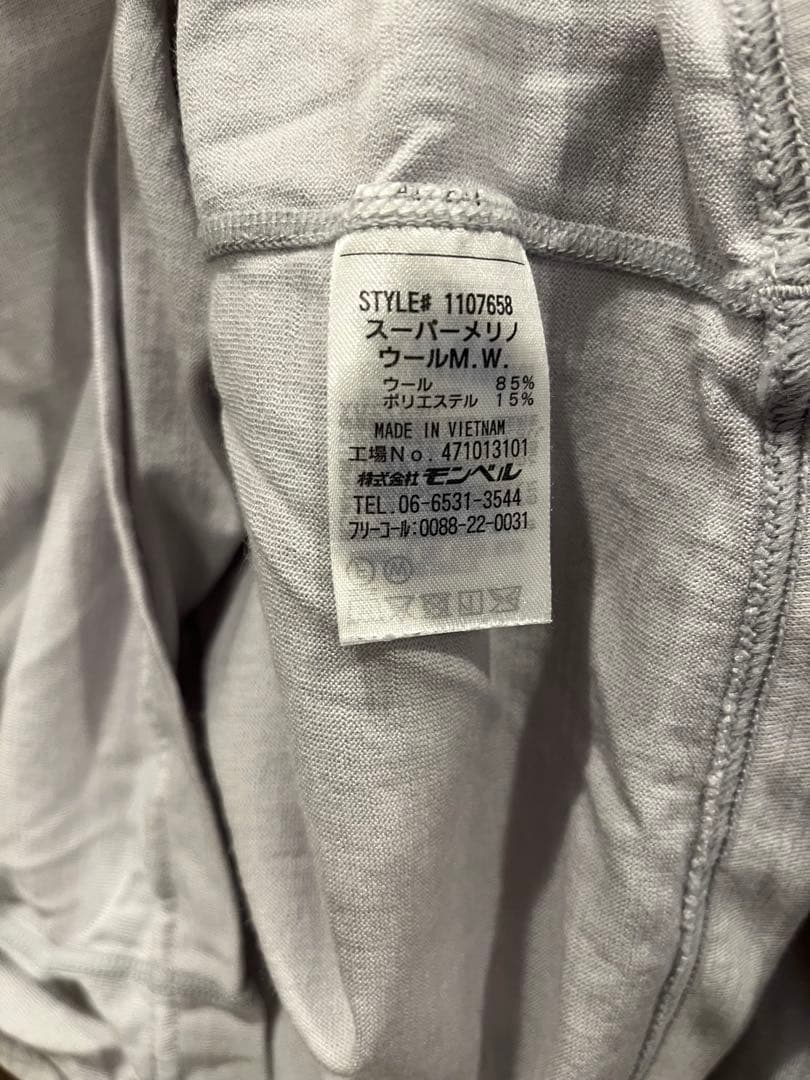 STYLE# 1107658
スーパーメリノ
ウールM.W.
ウール 85%
ポリエステル 15%
MADE IN VIETNAM
工場No. 471013101
株式会社 モンベル
TEL.06-6531-3544
フリーコール:0088-22-0031